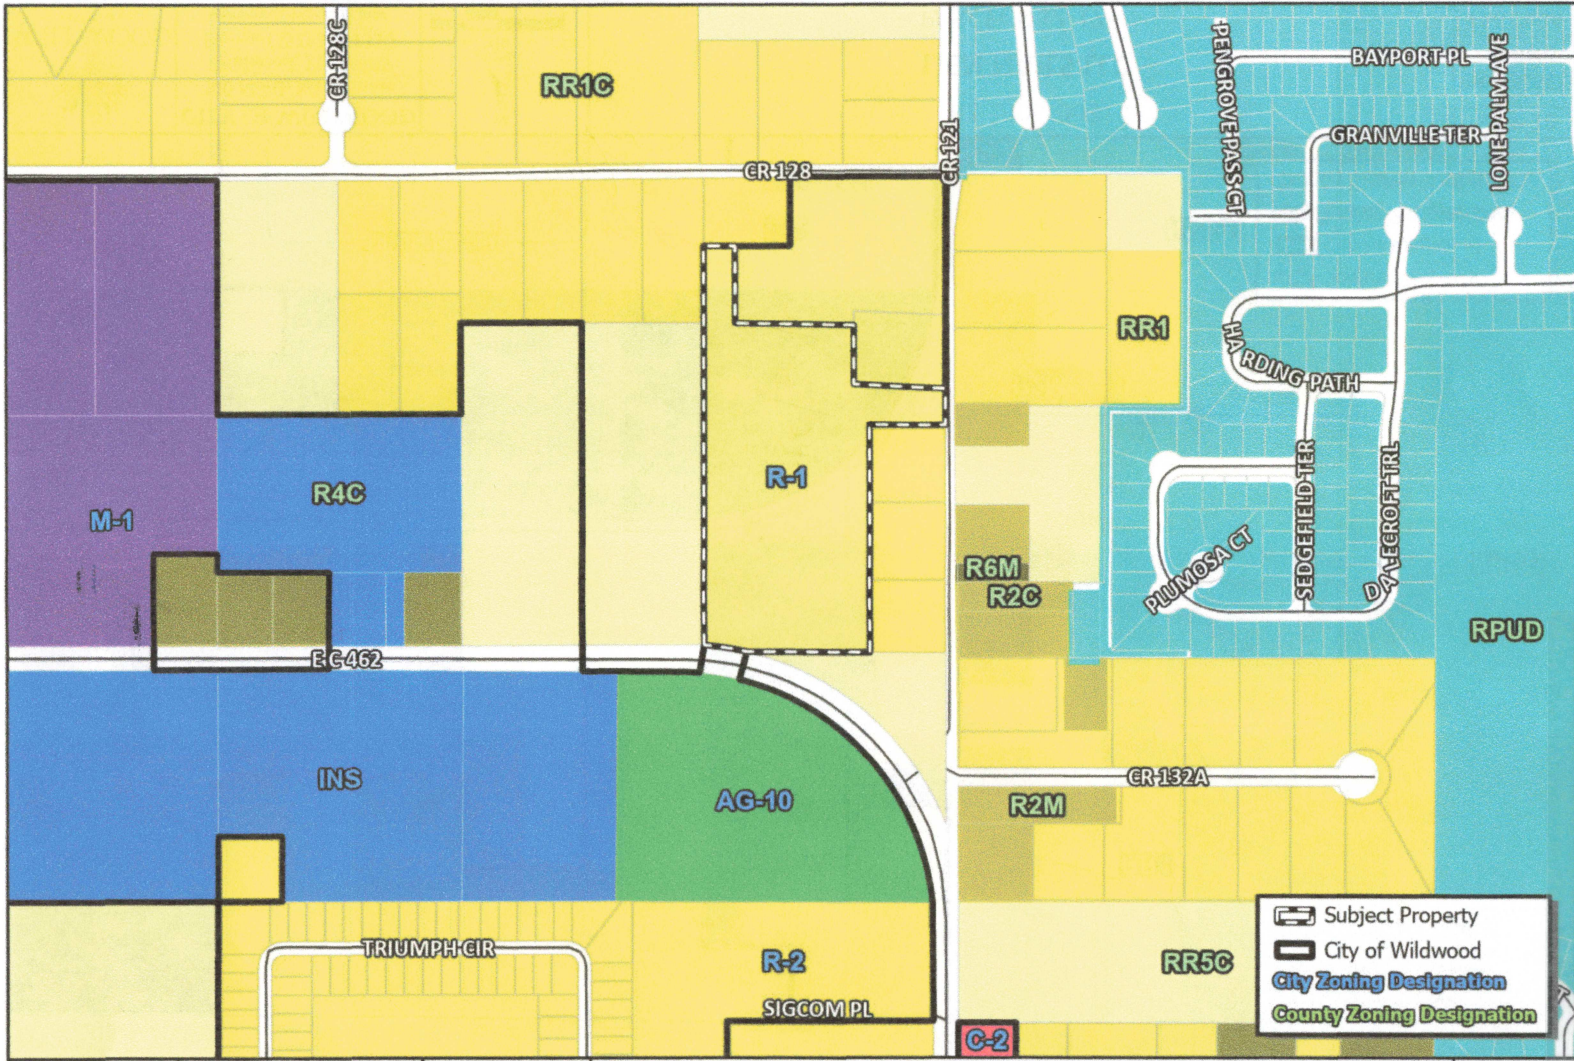 CR 128C
RR1C
CR 128
CR 121
PENGROVE PASS CT
BAYPORT PL
GRANVILLE TER
LONE PALM AVE
RR1
HARDING PATH
R-1
R4C
M-1
SEDGEFIELD TER
DALECROFT TRL
PLUMOSA CT
R6M
R2C
RPUD
E C 462
INS
AG-10
CR 132A
R2M
TRIUMPH CIR
R-2
RR5C
SIGCOM PL
C-2
Subject Property
City of Wildwood
City Zoning Designation
County Zoning Designation